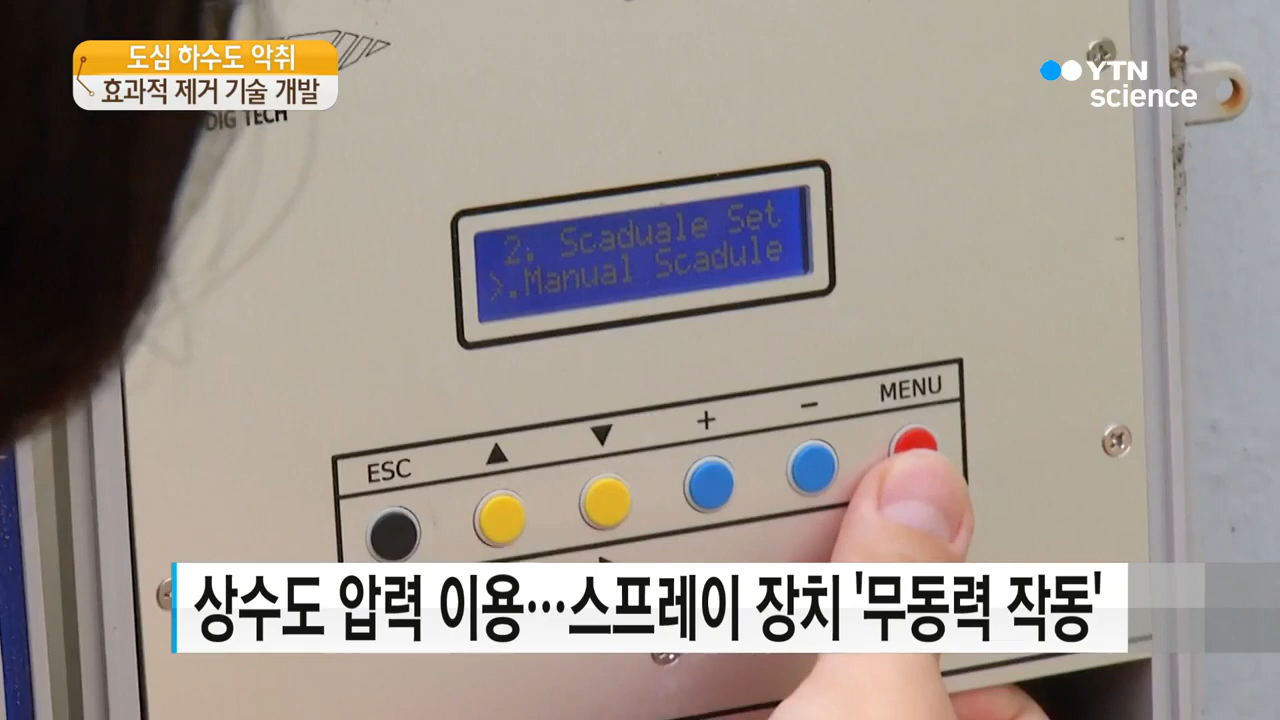 도심 하수도 악취
효과적 제거 기술 개발
YTN
science
DIG TECH
2. Scaduale Set
>.Manual Scadule
ESC ▲ ▼ + − MENU
상수도 압력 이용…스프레이 장치 '무동력 작동'